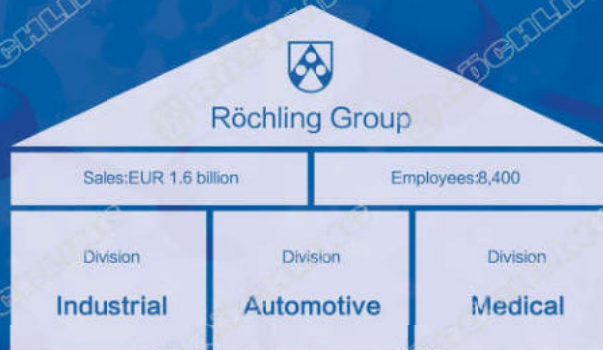 Röchling Group
Sales:EUR 1.6 billion
Employees:8,400
Division
Industrial
Division
Automotive
Division
Medical